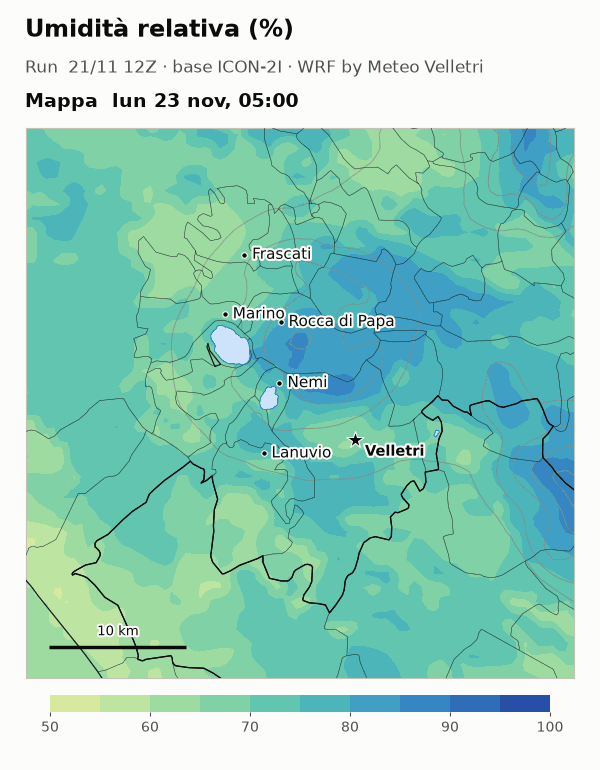 Umidità relativa (%)
Run  21/11 12Z · base ICON-2I · WRF by Meteo Velletri
Mappa  lun 23 nov, 05:00
Frascati
Marino
Rocca di Papa
Nemi
Velletri
Lanuvio
10 km
50 60 70 80 90 100